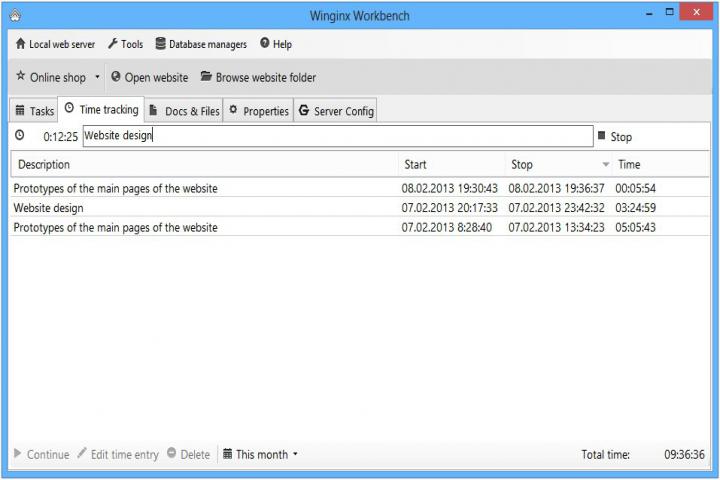 Winginx Workbench
Local web server Tools Database managers Help
Online shop Open website Browse website folder
Tasks Time tracking Docs & Files Properties Server Config
0:12:25 Website design Stop
Description Start Stop Time
Prototypes of the main pages of the website 08.02.2013 19:30:43 08.02.2013 19:36:37 00:05:54
Website design 07.02.2013 20:17:33 07.02.2013 23:42:32 03:24:59
Prototypes of the main pages of the website 07.02.2013 8:28:40 07.02.2013 13:34:23 05:05:43
Continue Edit time entry Delete This month Total time: 09:36:36